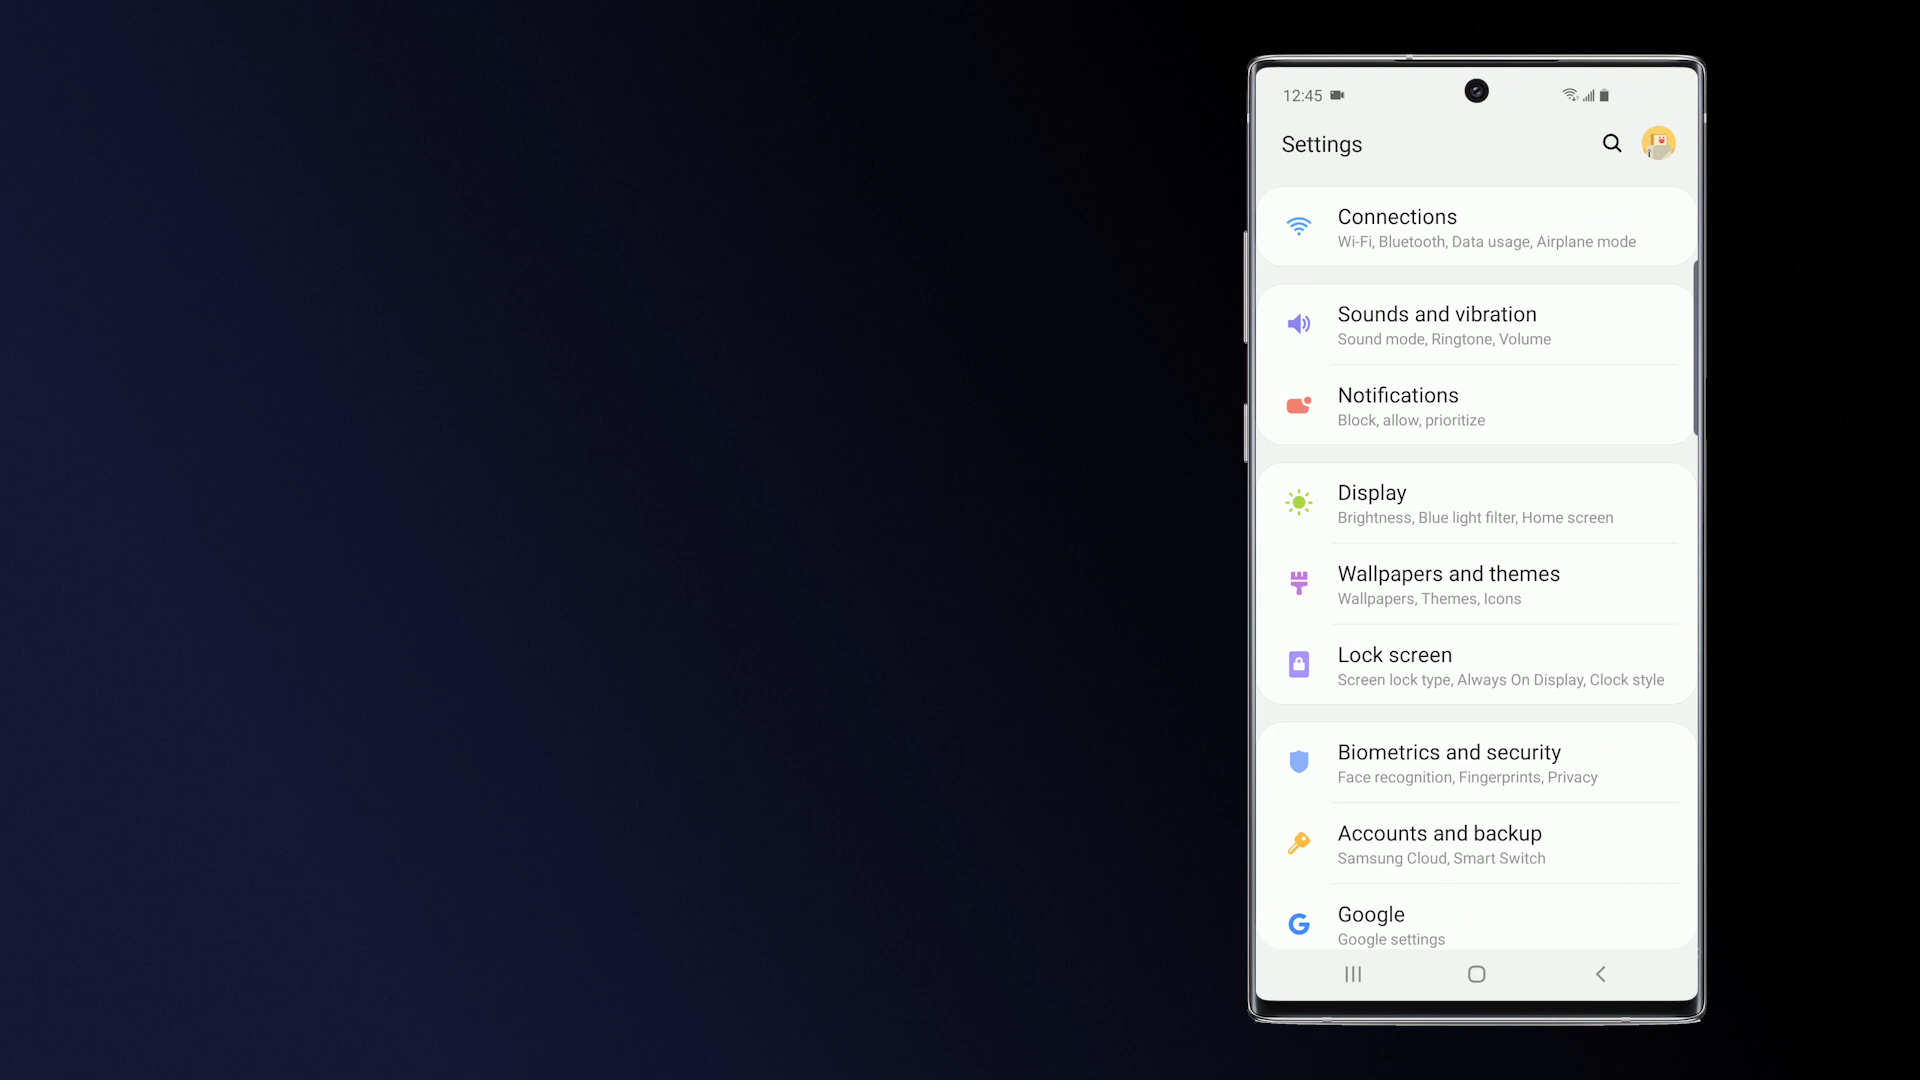 12:45
Settings
Connections
Wi-Fi, Bluetooth, Data usage, Airplane mode
Sounds and vibration
Sound mode, Ringtone, Volume
Notifications
Block, allow, prioritize
Display
Brightness, Blue light filter, Home screen
Wallpapers and themes
Wallpapers, Themes, Icons
Lock screen
Screen lock type, Always On Display, Clock style
Biometrics and security
Face recognition, Fingerprints, Privacy
Accounts and backup
Samsung Cloud, Smart Switch
Google
Google settings